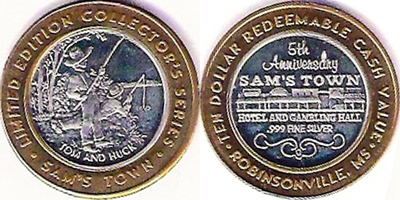 LIMITED EDITION COLLECTOR'S SERIES
TOM AND HUCK
• SAM'S TOWN •
TEN DOLLAR REDEEMABLE CASH VALUE
5th
Anniversary
SAM'S TOWN
HOTEL AND GAMBLING HALL
.999 FINE SILVER
• ROBINSONVILLE, MS •